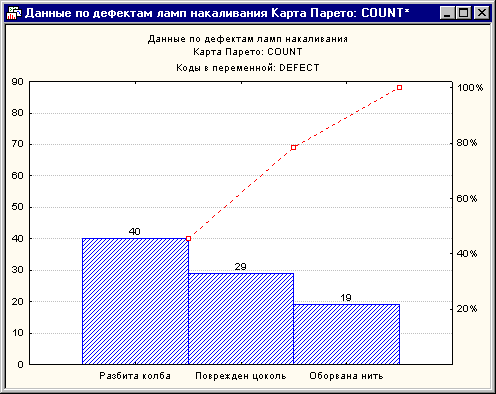 Данные по дефектам ламп накаливания Карта Парето: COUNT*
Данные по дефектам ламп накаливания
Карта Парето: COUNT
Коды в переменной: DEFECT
90
80
70
60
50
40
30
20
10
0
100%
80%
60%
40%
20%
40
29
19
Разбита колба
Поврежден цоколь
Оборвана нить